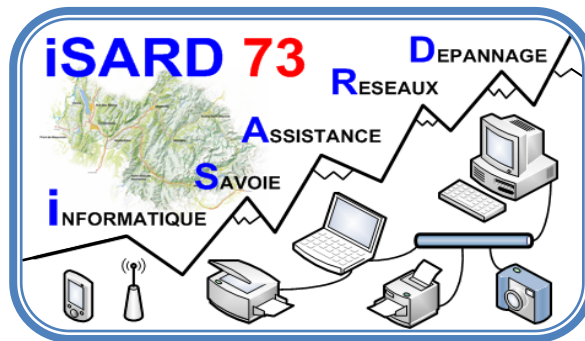 iSARD 73
DEPANNAGE
RESEAUX
ASSISTANCE
SAVOIE
iNFORMATIQUE